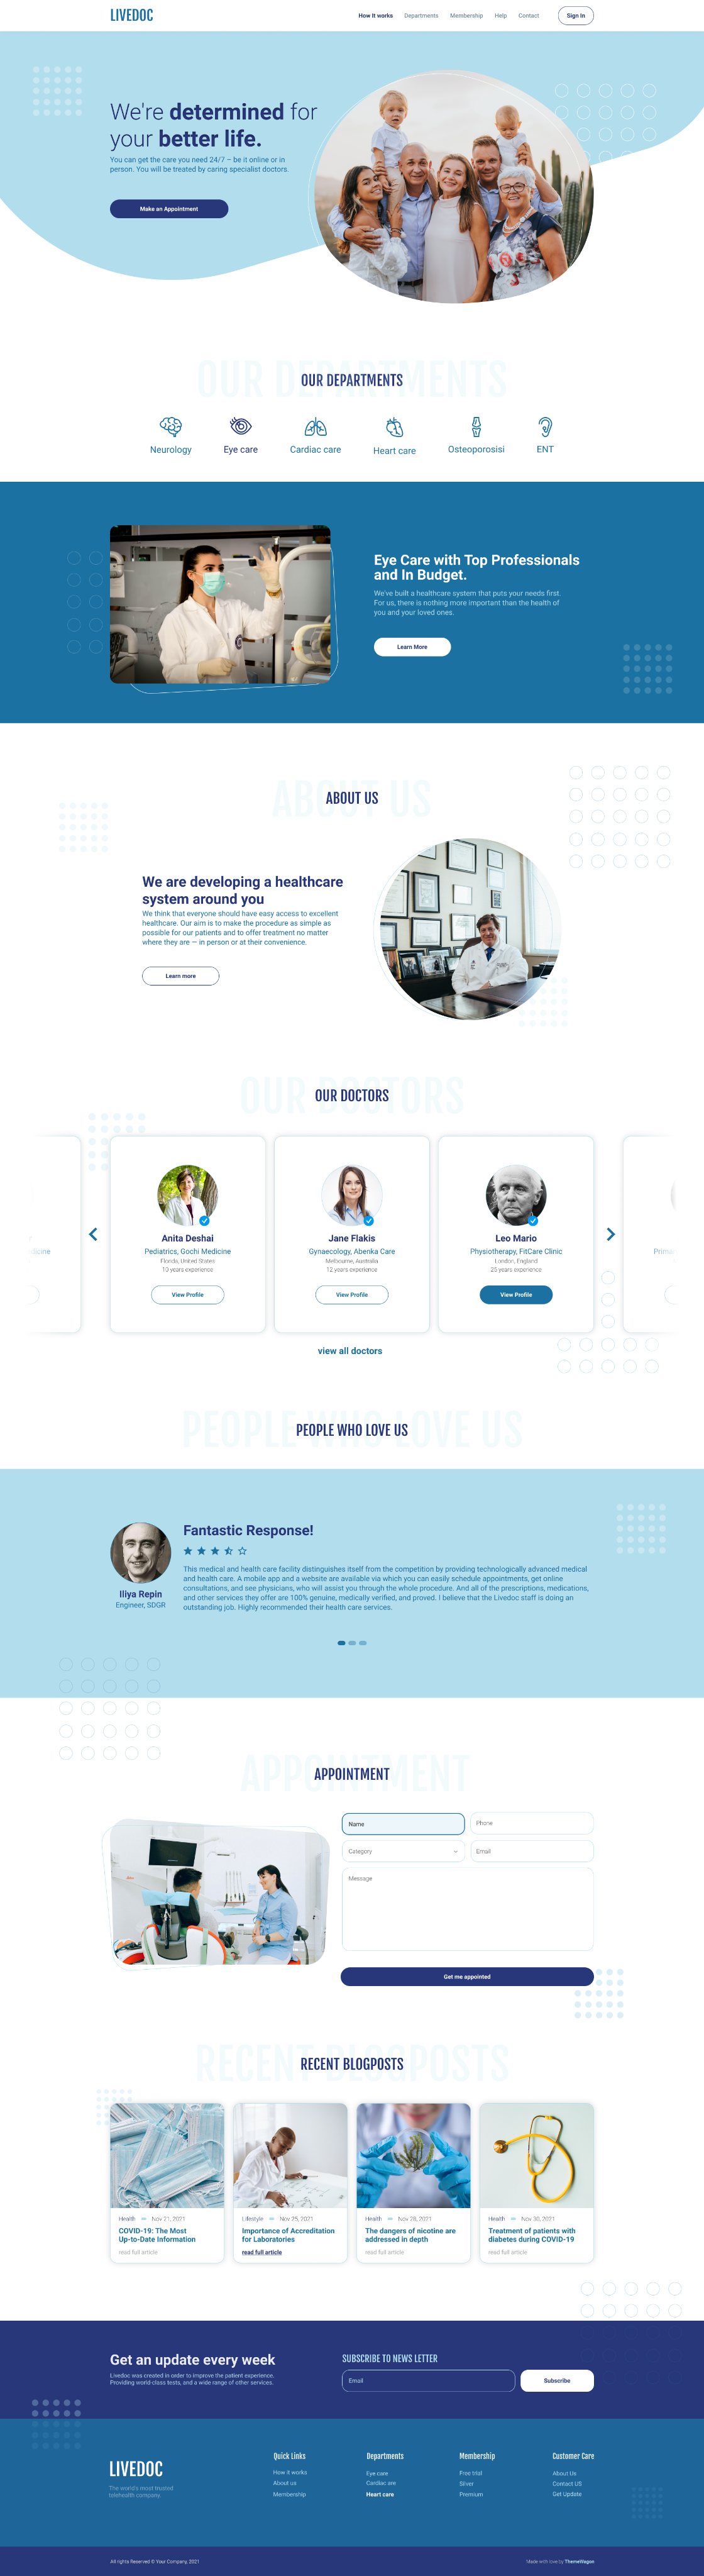 LIVEDOC
How It works
Departments
Membership
Help
Contact
Sign In
We're determined for
your better life.
You can get the care you need 24/7 – be it online or in
person. You will be treated by caring specialist doctors.
Make an Appointment
OUR DEPARTMENTS
OUR DEPARTMENTS
Neurology
Eye care
Cardiac care
Heart care
Osteoporosisi
ENT
Eye Care with Top Professionals
and In Budget.
We've built a healthcare system that puts your needs first.
For us, there is nothing more important than the health of
you and your loved ones.
Learn More
ABOUT US
ABOUT US
We are developing a healthcare
system around you
We think that everyone should have easy access to excellent
healthcare. Our aim is to make the procedure as simple as
possible for our patients and to offer treatment no matter
where they are — in person or at their convenience.
Learn more
OUR DOCTORS
OUR DOCTORS
Anita Deshai
Pediatrics, Gochi Medicine
Florida, United States
10 years experience
View Profile
Jane Flakis
Gynaecology, Abenka Care
Melbourne, Australia
12 years experience
View Profile
Leo Mario
Physiotherapy, FitCare Clinic
London, England
25 years experience
View Profile
view all doctors
PEOPLE WHO LOVE US
PEOPLE WHO LOVE US
Iliya Repin
Engineer, SDGR
Fantastic Response!
This medical and health care facility distinguishes itself from the competition by providing technologically advanced medical
and health care. A mobile app and a website are available via which you can easily schedule appointments, get online
consultations, and see physicians, who will assist you through the whole procedure. And all of the prescriptions, medications,
and other services they offer are 100% genuine, medically verified, and proved. I believe that the Livedoc staff is doing an
outstanding job. Highly recommended their health care services.
APPOINTMENT
APPOINTMENT
Name
Phone
Category
Email
Message
Get me appointed
RECENT BLOGPOSTS
RECENT BLOGPOSTS
Health
Nov 21, 2021
COVID-19: The Most
Up-to-Date Information
read full article
Lifestyle
Nov 25, 2021
Importance of Accreditation
for Laboratories
read full article
Health
Nov 28, 2021
The dangers of nicotine are
addressed in depth
read full article
Health
Nov 30, 2021
Treatment of patients with
diabetes during COVID-19
read full article
Get an update every week
Livedoc was created in order to improve the patient experience.
Providing world class tests, and a wide range of other services.
SUBSCRIBE TO NEWS LETTER
Email
Subscribe
LIVEDOC
The world's most trusted
telehealth company.
Quick Links
How it works
About us
Membership
Departments
Eye care
Cardiac are
Heart care
Membership
Free trial
Silver
Premium
Customer Care
About Us
Contact US
Get Update
All rights Reserved © Your Company, 2021
Made with love by ThemeWagon